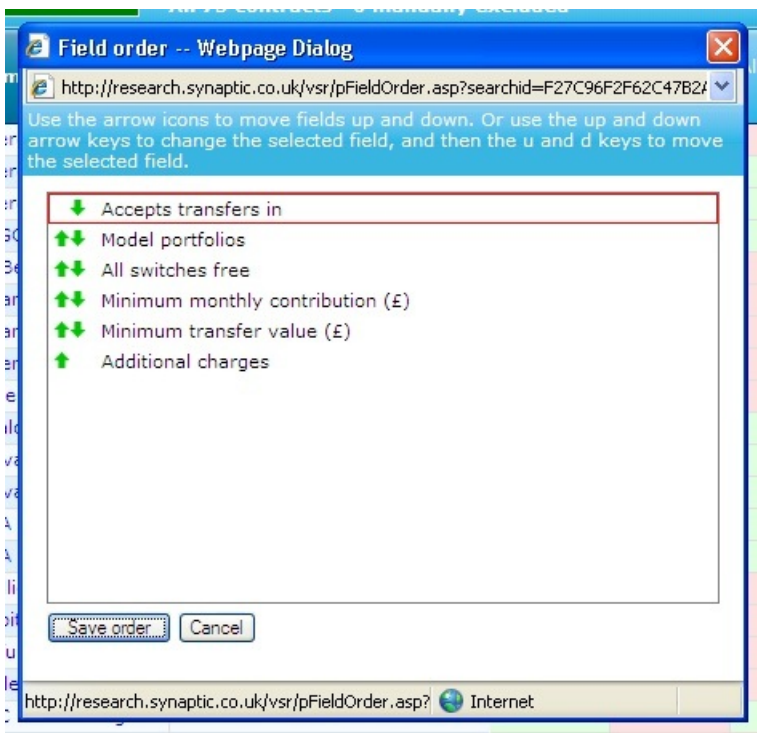 Field order -- Webpage Dialog
http://research.synaptic.co.uk/vsr/pFieldOrder.asp?searchid=F27C96F2F62C47B2
Use the arrow icons to move fields up and down. Or use the up and down
arrow keys to change the selected field, and then the u and d keys to move
the selected field.
Accepts transfers in
Model portfolios
All switches free
Minimum monthly contribution (£)
Minimum transfer value (£)
Additional charges
Save order Cancel
http://research.synaptic.co.uk/vsr/pFieldOrder.asp? Internet